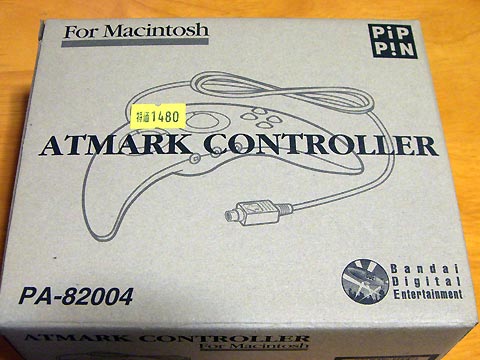 For Macintosh
PiP
P!N
特価1480
ATMARK CONTROLLER
PA-82004
Bandai
Digital
Entertainment
ATMARK CONTROLLER
For Macintosh